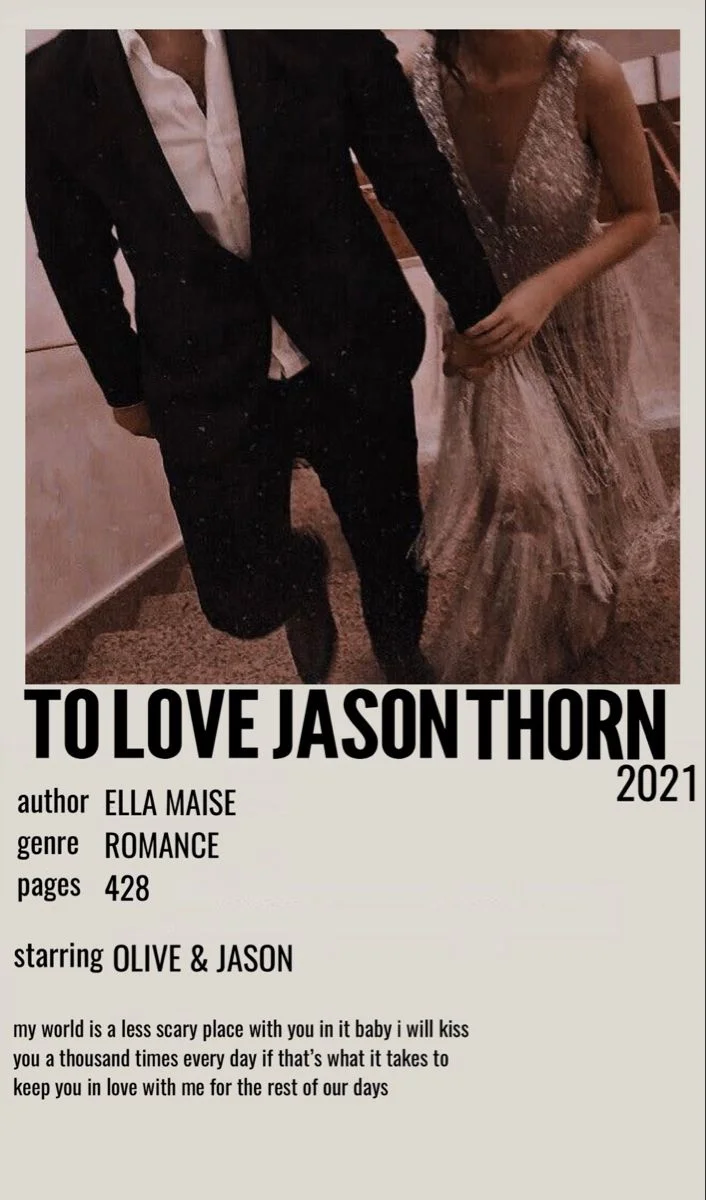 TO LOVE JASON THORN
2021
author ELLA MAISE
genre ROMANCE
pages 428
starring OLIVE & JASON
my world is a less scary place with you in it baby i will kiss
you a thousand times every day if that's what it takes to
keep you in love with me for the rest of our days